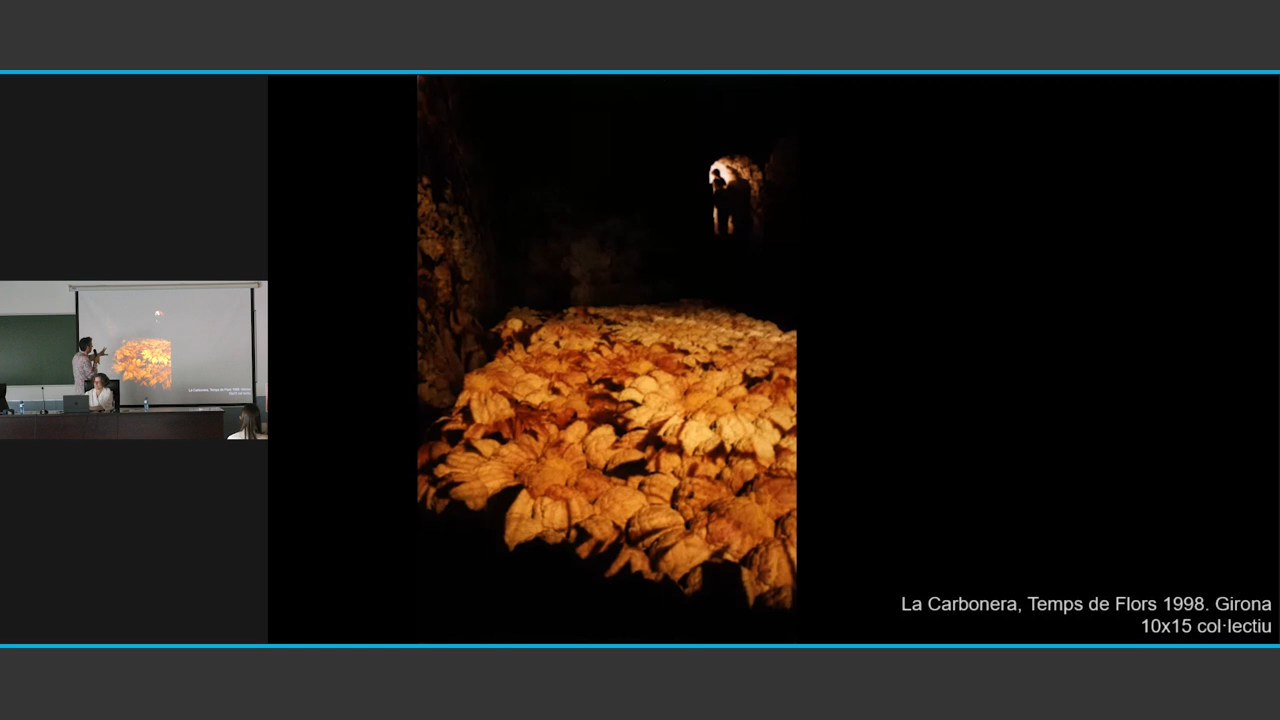 La Carbonera, Temps de Flors 1998. Girona
10x15 col·lectiu